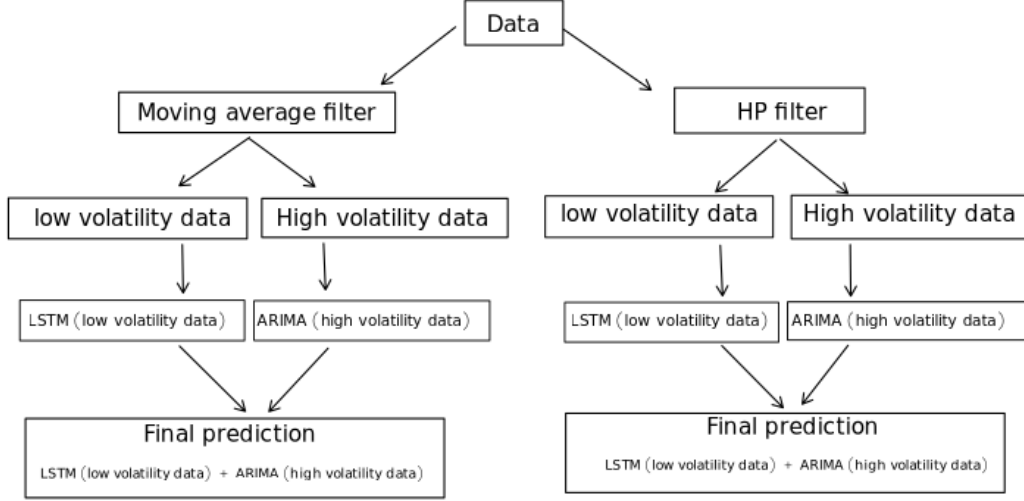 Data
Moving average filter
HP filter
low volatility data
High volatility data
low volatility data
High volatility data
LSTM (low volatility data)
ARIMA (high volatility data)
LSTM (low volatility data)
ARIMA (high volatility data)
Final prediction
LSTM (low volatility data) + ARIMA (high volatility data)
Final prediction
LSTM (low volatility data) + ARIMA (high volatility data)